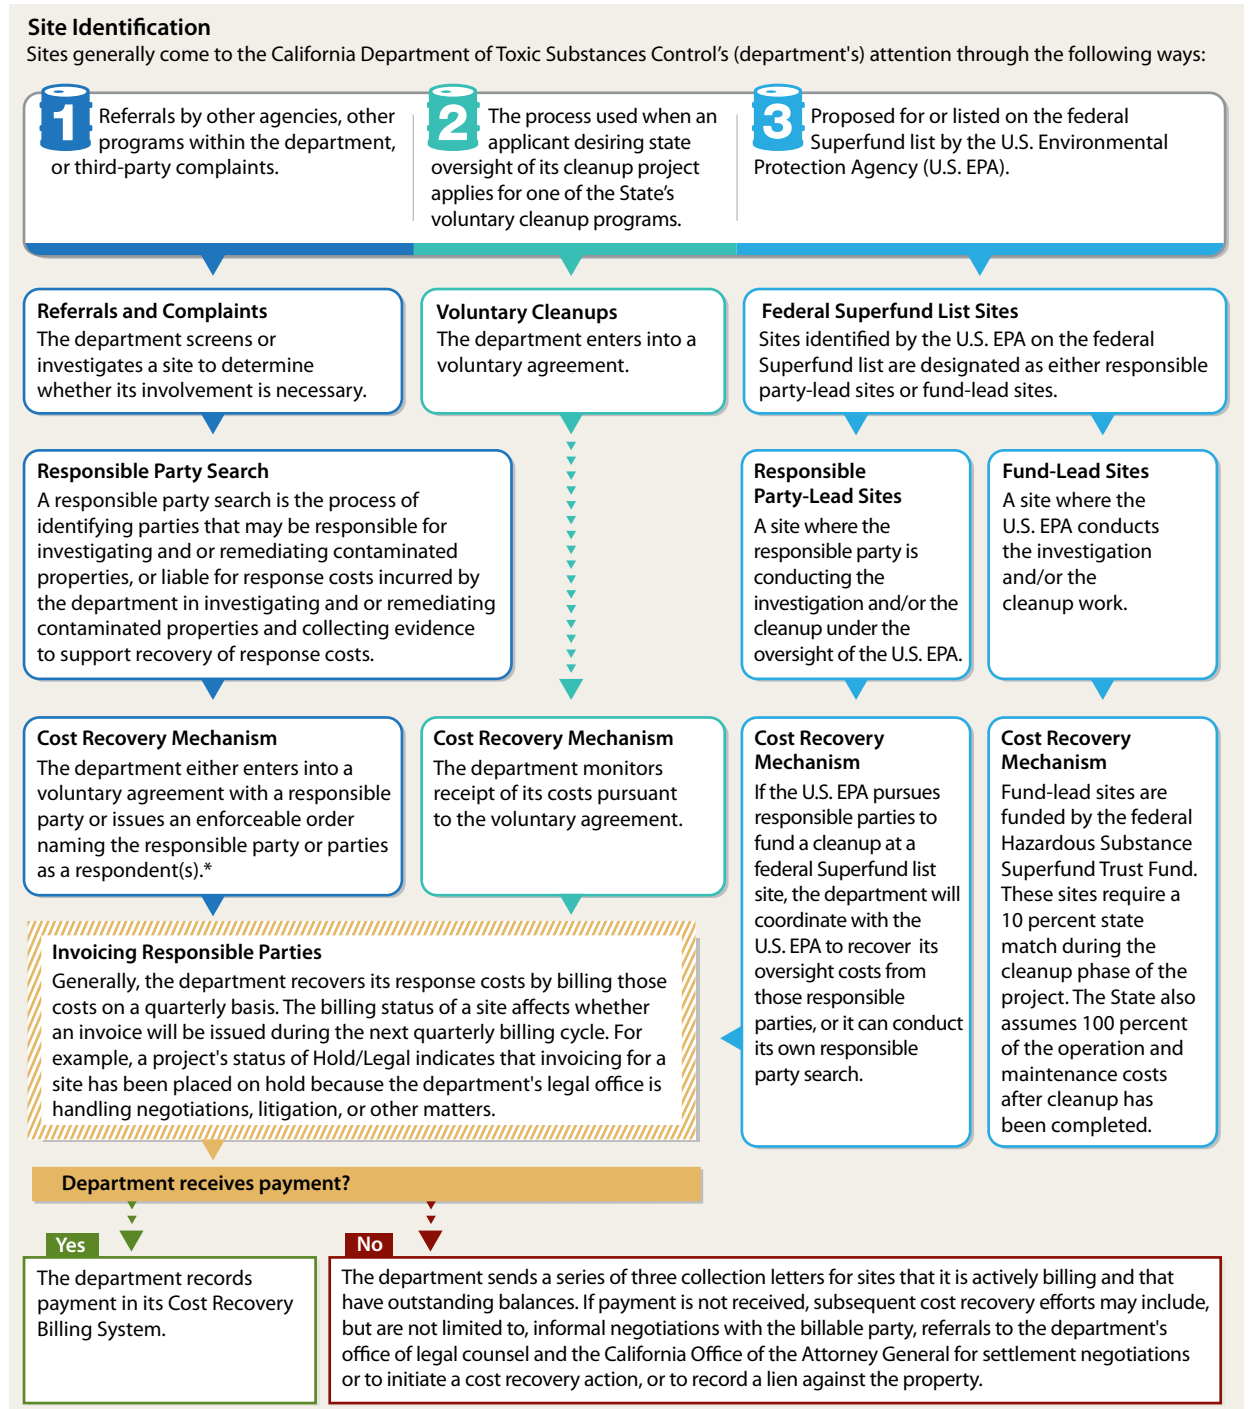 Site Identification
Sites generally come to the California Department of Toxic Substances Control’s (department's) attention through the following ways:
1
Referrals by other agencies, other
programs within the department,
or third-party complaints.
2
The process used when an
applicant desiring state
oversight of its cleanup project
applies for one of the State’s
voluntary cleanup programs.
3
Proposed for or listed on the federal
Superfund list by the U.S. Environmental
Protection Agency (U.S. EPA).
Referrals and Complaints
The department screens or
investigates a site to determine
whether its involvement is necessary.
Voluntary Cleanups
The department enters into a
voluntary agreement.
Federal Superfund List Sites
Sites identified by the U.S. EPA on the federal
Superfund list are designated as either responsible
party-lead sites or fund-lead sites.
Responsible Party Search
A responsible party search is the process of
identifying parties that may be responsible for
investigating and or remediating contaminated
properties, or liable for response costs incurred by
the department in investigating and or remediating
contaminated properties and collecting evidence
to support recovery of response costs.
Responsible
Party-Lead Sites
A site where the
responsible party is
conducting the
investigation and/or the
cleanup under the
oversight of the U.S. EPA.
Fund-Lead Sites
A site where the
U.S. EPA conducts
the investigation
and/or the
cleanup work.
Cost Recovery Mechanism
The department either enters into a
voluntary agreement with a responsible
party or issues an enforceable order
naming the responsible party or parties
as a respondent(s).*
Cost Recovery Mechanism
The department monitors
receipt of its costs pursuant
to the voluntary agreement.
Cost Recovery
Mechanism
If the U.S. EPA pursues
responsible parties to
fund a cleanup at a
federal Superfund list
site, the department will
coordinate with the
U.S. EPA to recover its
oversight costs from
those responsible
parties, or it can conduct
its own responsible
party search.
Cost Recovery
Mechanism
Fund-lead sites are
funded by the federal
Hazardous Substance
Superfund Trust Fund.
These sites require a
10 percent state
match during the
cleanup phase of the
project. The State also
assumes 100 percent
of the operation and
maintenance costs
after cleanup has
been completed.
Invoicing Responsible Parties
Generally, the department recovers its response costs by billing those
costs on a quarterly basis. The billing status of a site affects whether
an invoice will be issued during the next quarterly billing cycle. For
example, a project's status of Hold/Legal indicates that invoicing for a
site has been placed on hold because the department's legal office is
handling negotiations, litigation, or other matters.
Department receives payment?
Yes
The department records
payment in its Cost Recovery
Billing System.
No
The department sends a series of three collection letters for sites that it is actively billing and that
have outstanding balances. If payment is not received, subsequent cost recovery efforts may include,
but are not limited to, informal negotiations with the billable party, referrals to the department's
office of legal counsel and the California Office of the Attorney General for settlement negotiations
or to initiate a cost recovery action, or to record a lien against the property.